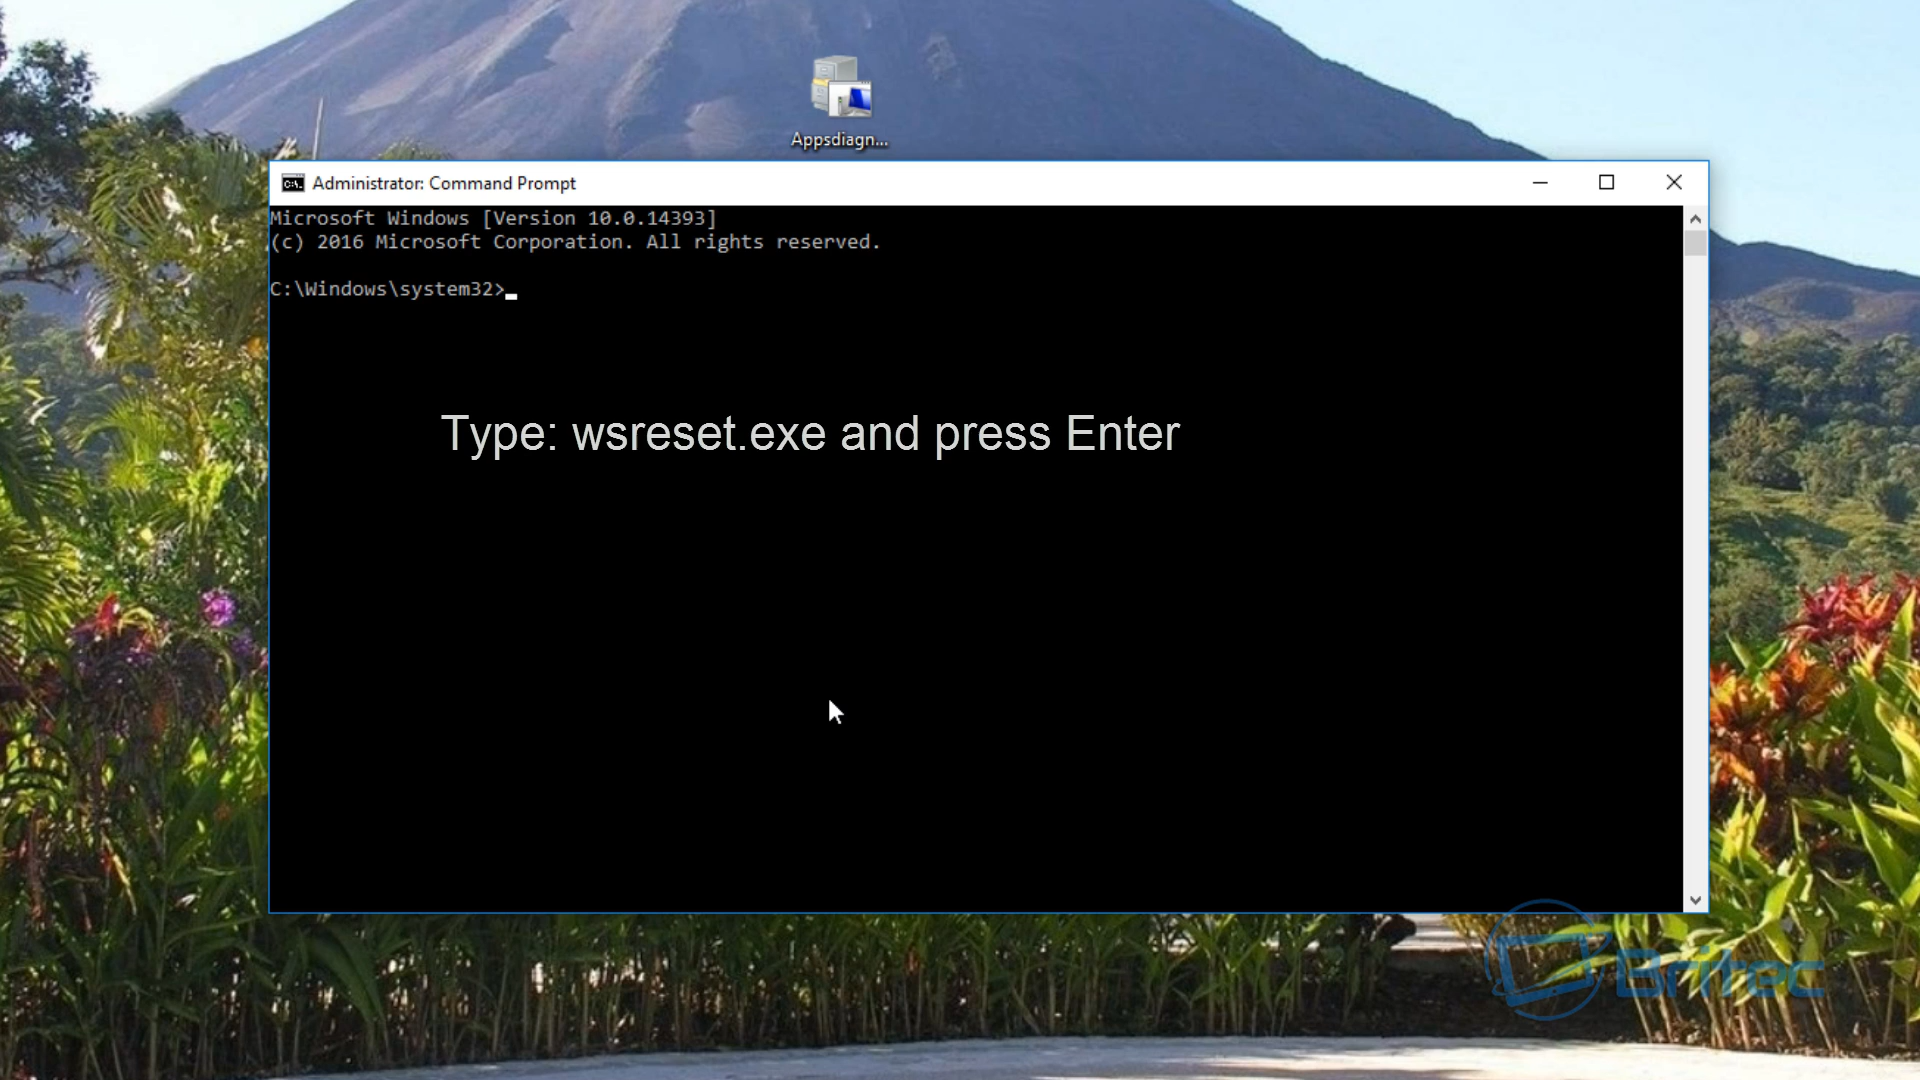 Appsdiagn...
Administrator: Command Prompt
Microsoft Windows [Version 10.0.14393]
(c) 2016 Microsoft Corporation. All rights reserved.
C:\Windows\system32>
Type: wsreset.exe and press Enter
Britec